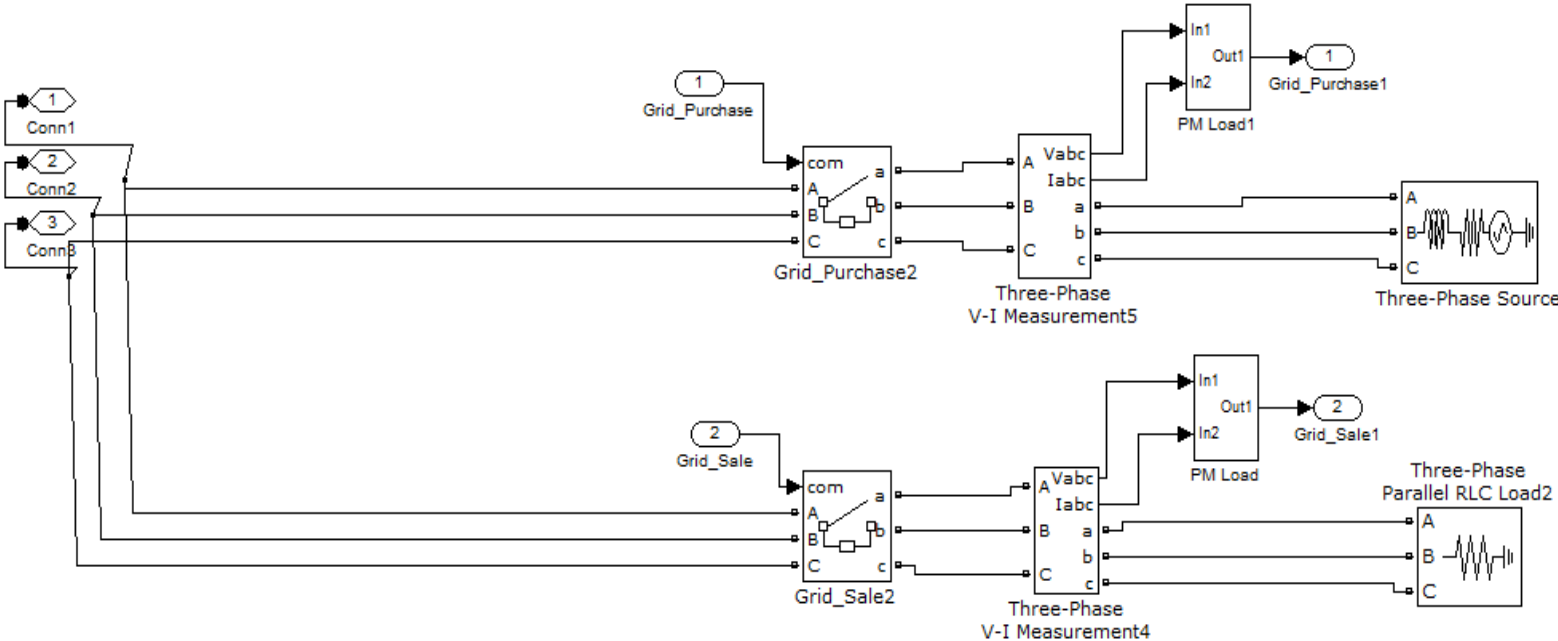 1
Conn1
2
Conn2
3
Conn3
1
Grid_Purchase
com
A
B
C
a
b
c
Grid_Purchase2
A
B
C
Vabc
Iabc
a
b
c
Three-Phase
V-I Measurement5
In1
In2
Out1
PM Load1
1
Grid_Purchase1
A
B
C
Three-Phase Source
2
Grid_Sale
com
A
B
C
a
b
c
Grid_Sale2
A
B
C
Vabc
Iabc
a
b
c
Three-Phase
V-I Measurement4
In1
In2
Out1
PM Load
2
Grid_Sale1
Three-Phase
Parallel RLC Load2
A
B
C